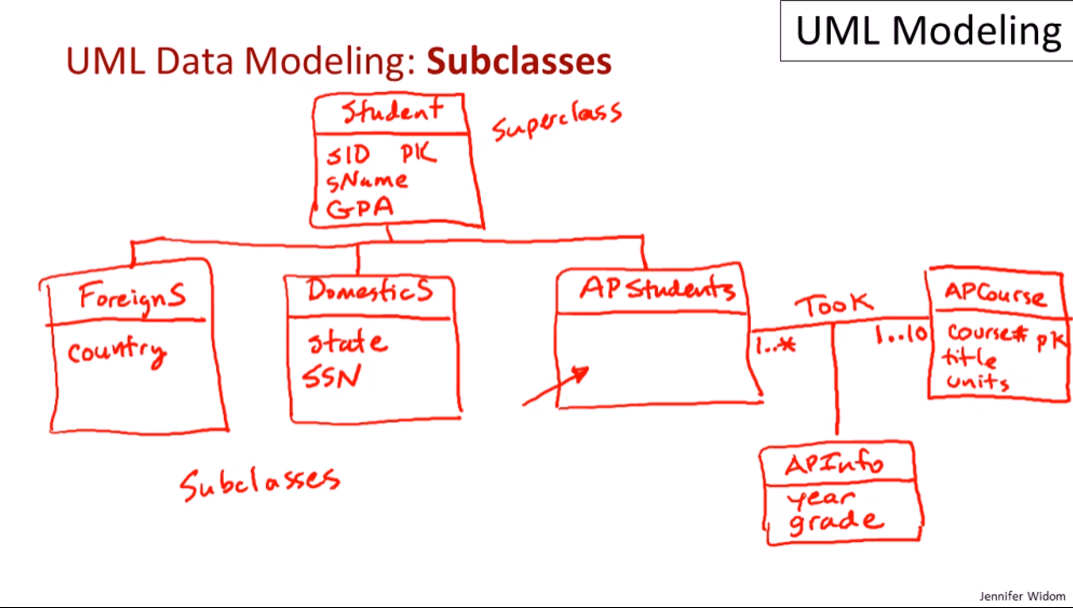 UML Modeling
UML Data Modeling: Subclasses
Student
SID PK
SName
GPA
Superclass
ForeignS
Country
DomesticS
State
SSN
APStudents
1..*
Took
1..10
APCourse
Course# PK
title
units
APInfo
year
grade
Subclasses
Jennifer Widom